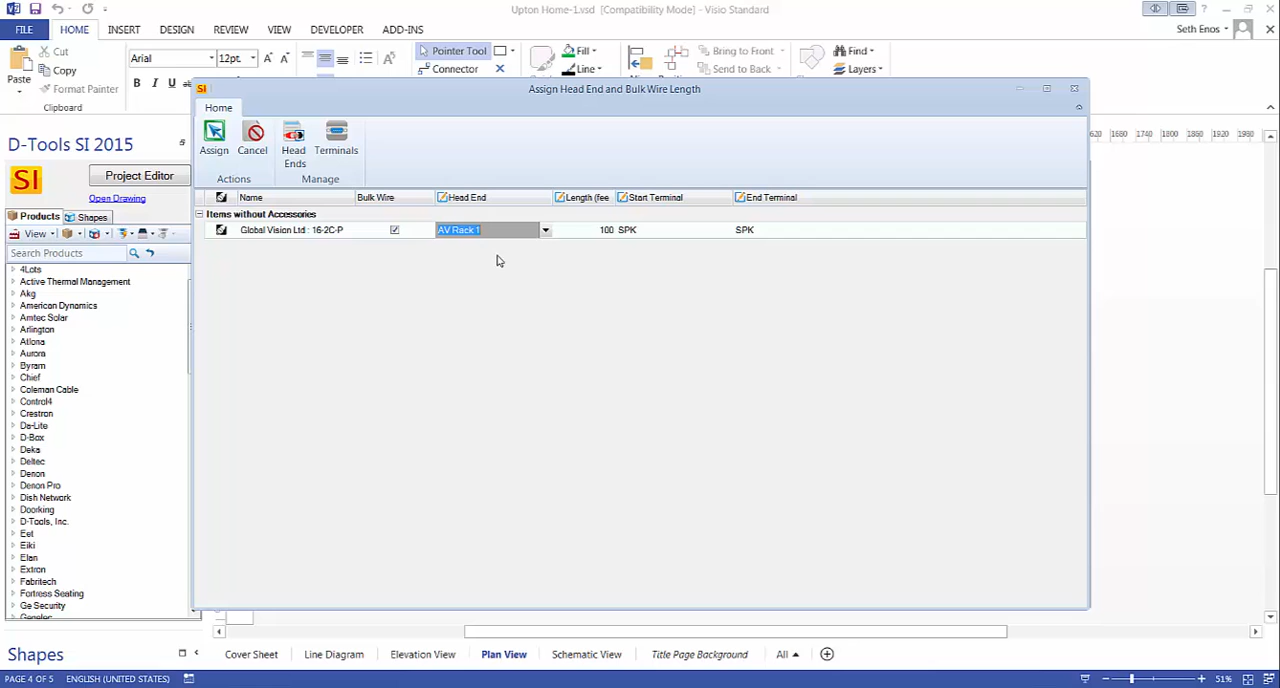 Upton Home-1.vsd [Compatibility Mode] - Visio Standard
FILE HOME INSERT DESIGN REVIEW VIEW DEVELOPER ADD-INS Seth Enos
Cut Arial 12pt. A A Pointer Tool Fill Bring to Front Find
Paste Copy Connector Line Send to Back Layers
Format Painter B I U
Clipboard
Assign Head End and Bulk Wire Length
SI
Home
Assign Cancel Head Ends Terminals
Actions Manage
Name Bulk Wire Head End Length (fee Start Terminal End Terminal
Items without Accessories
Global Vision Ltd : 16-2C-P AV Rack 1 100 SPK SPK
1640 1680 1740 1800 1860 1920 1980
D-Tools SI 2015
SI Project Editor
Open Drawing
Products Shapes
View
Search Products
4Lots
Active Thermal Management
Akg
American Dynamics
Amtec Solar
Arlington
Atlona
Aurora
Byram
Chief
Coleman Cable
Control4
Crestron
Da-Lite
D-Box
Deka
Deltec
Denon
Denon Pro
Dish Network
Doorking
D-Tools, Inc.
Eet
Eiki
Elan
Extron
Fabritech
Fortress Seating
Ge Security
Genelec
Shapes
Cover Sheet Line Diagram Elevation View Plan View Schematic View Title Page Background All
PAGE 4 OF 5 ENGLISH (UNITED STATES) 51%